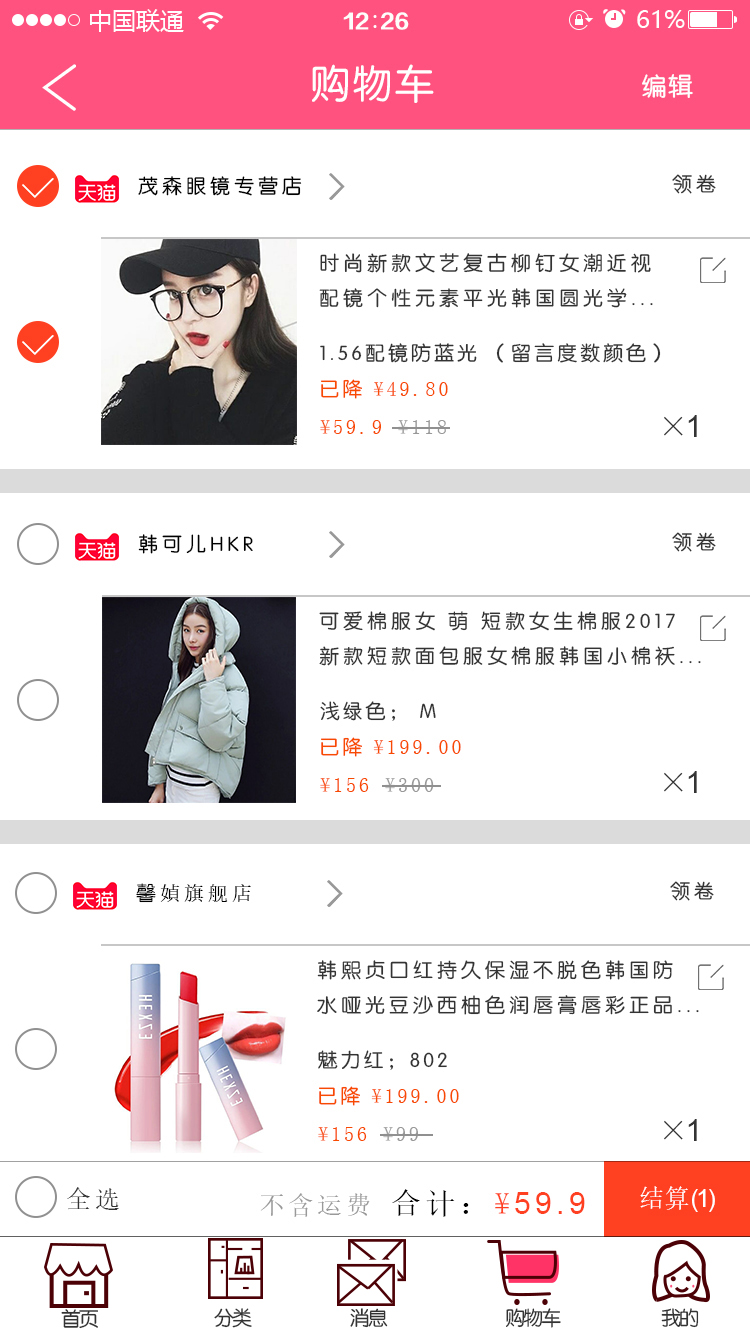 中国联通 12:26 61%
购物车 编辑
天猫 茂森眼镜专营店 领卷
时尚新款文艺复古柳钉女潮近视
配镜个性元素平光韩国圆光学...
1.56配镜防蓝光（留言度数颜色）
已降 ¥49.80
¥59.9 ¥118 ×1
天猫 韩可儿HKR 领卷
可爱棉服女 萌 短款女生棉服2017
新款短款面包服女棉服韩国小棉袄...
浅绿色； M
已降 ¥199.00
¥156 ¥300 ×1
天猫 馨媜旗舰店 领卷
韩熙贞口红持久保湿不脱色韩国防
水哑光豆沙西柚色润唇膏唇彩正品...
HEXZE
HEXZE
魅力红；802
已降 ¥199.00
¥156 ¥99 ×1
全选 不含运费 合计：¥59.9 结算(1)
首页 分类 消息 购物车 我的